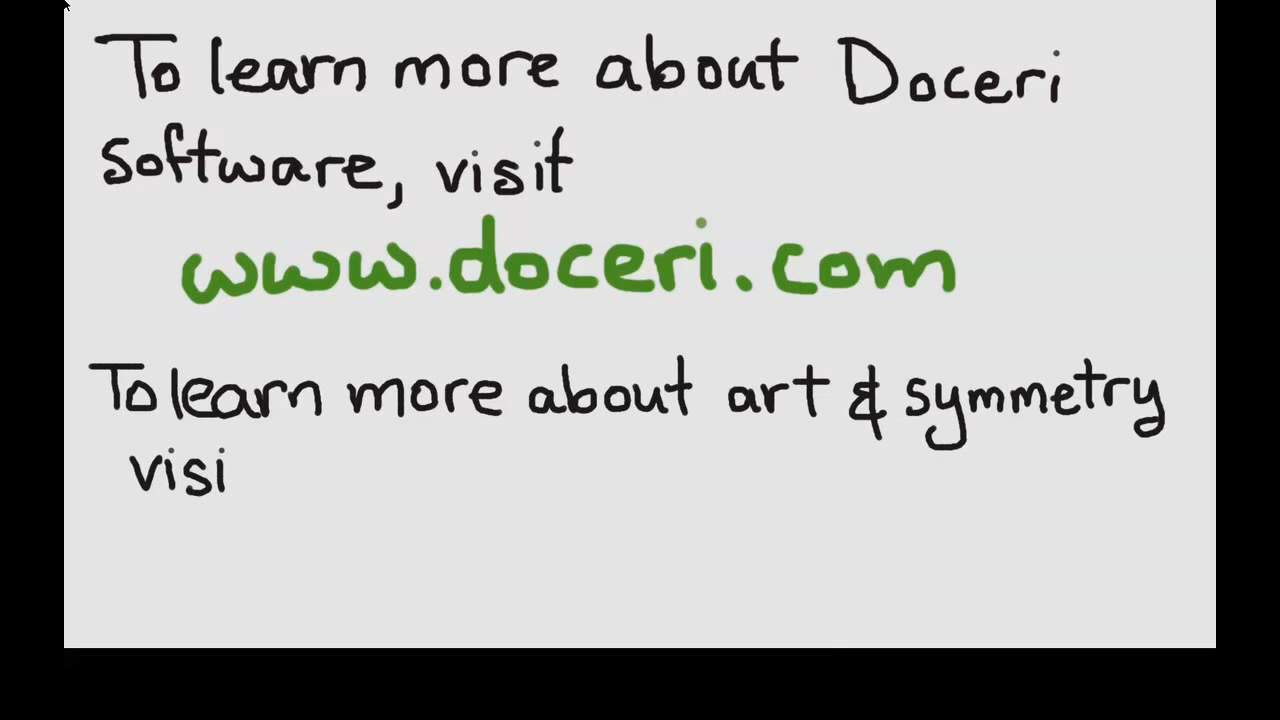 To learn more about Doceri
software, visit
www.doceri.com
To learn more about art & symmetry
visi